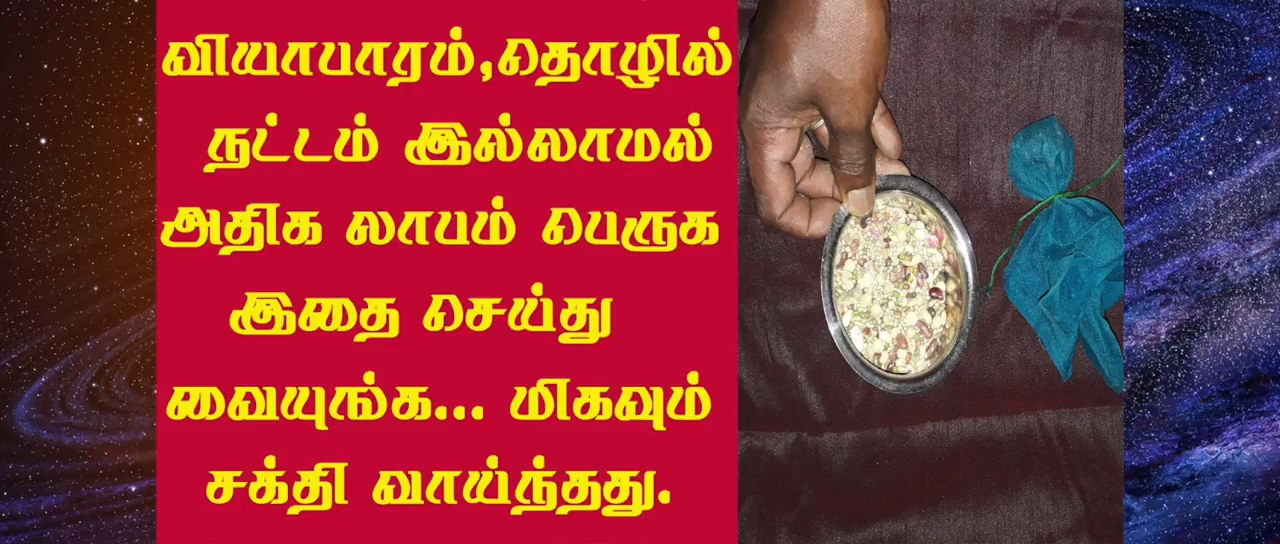 வியாபாரம்,தொழில்
நட்டம் இல்லாமல்
அதிக லாபம் பெருக
இதை செய்து
வையுங்க... மிகவும்
சக்தி வாய்ந்தது.